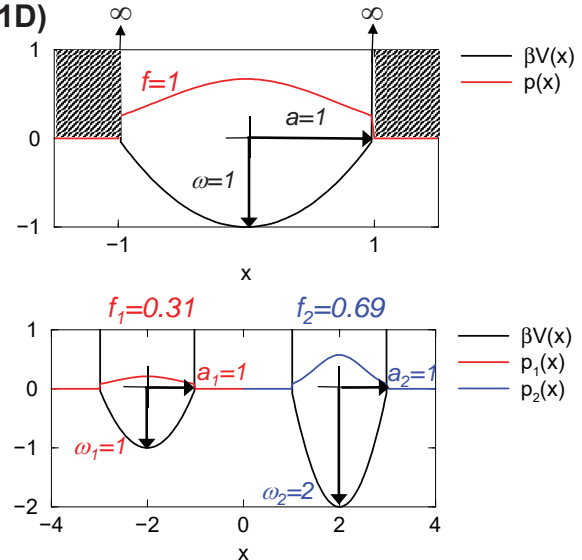 1D)
∞ ∞
1
0
−1
f=1
a=1
ω=1
−1 1
x
βV(x)
p(x)
f₁=0.31 f₂=0.69
1
0
−1
−2
a₁=1 a₂=1
ω₁=1
ω₂=2
−4 −2 0 2 4
x
βV(x)
p₁(x)
p₂(x)